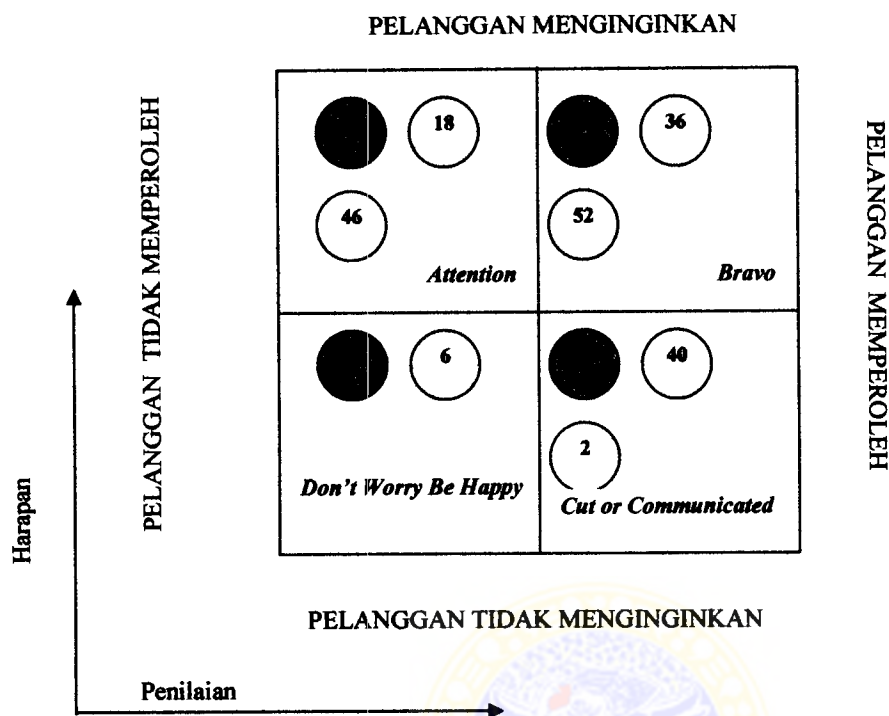 PELANGGAN MENGINGINKAN
PELANGGAN TIDAK MEMPEROLEH
PELANGGAN MEMPEROLEH
18
46
Attention
36
52
Bravo
6
Don't Worry Be Happy
40
2
Cut or Communicated
Harapan
PELANGGAN TIDAK MENGINGINKAN
Penilaian